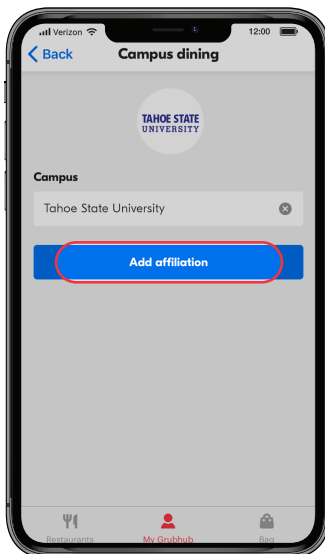 Verizon 12:00
Back Campus dining
TAHOE STATE
UNIVERSITY
Campus
Tahoe State University
Add affiliation
Restaurants My Grubhub Bag